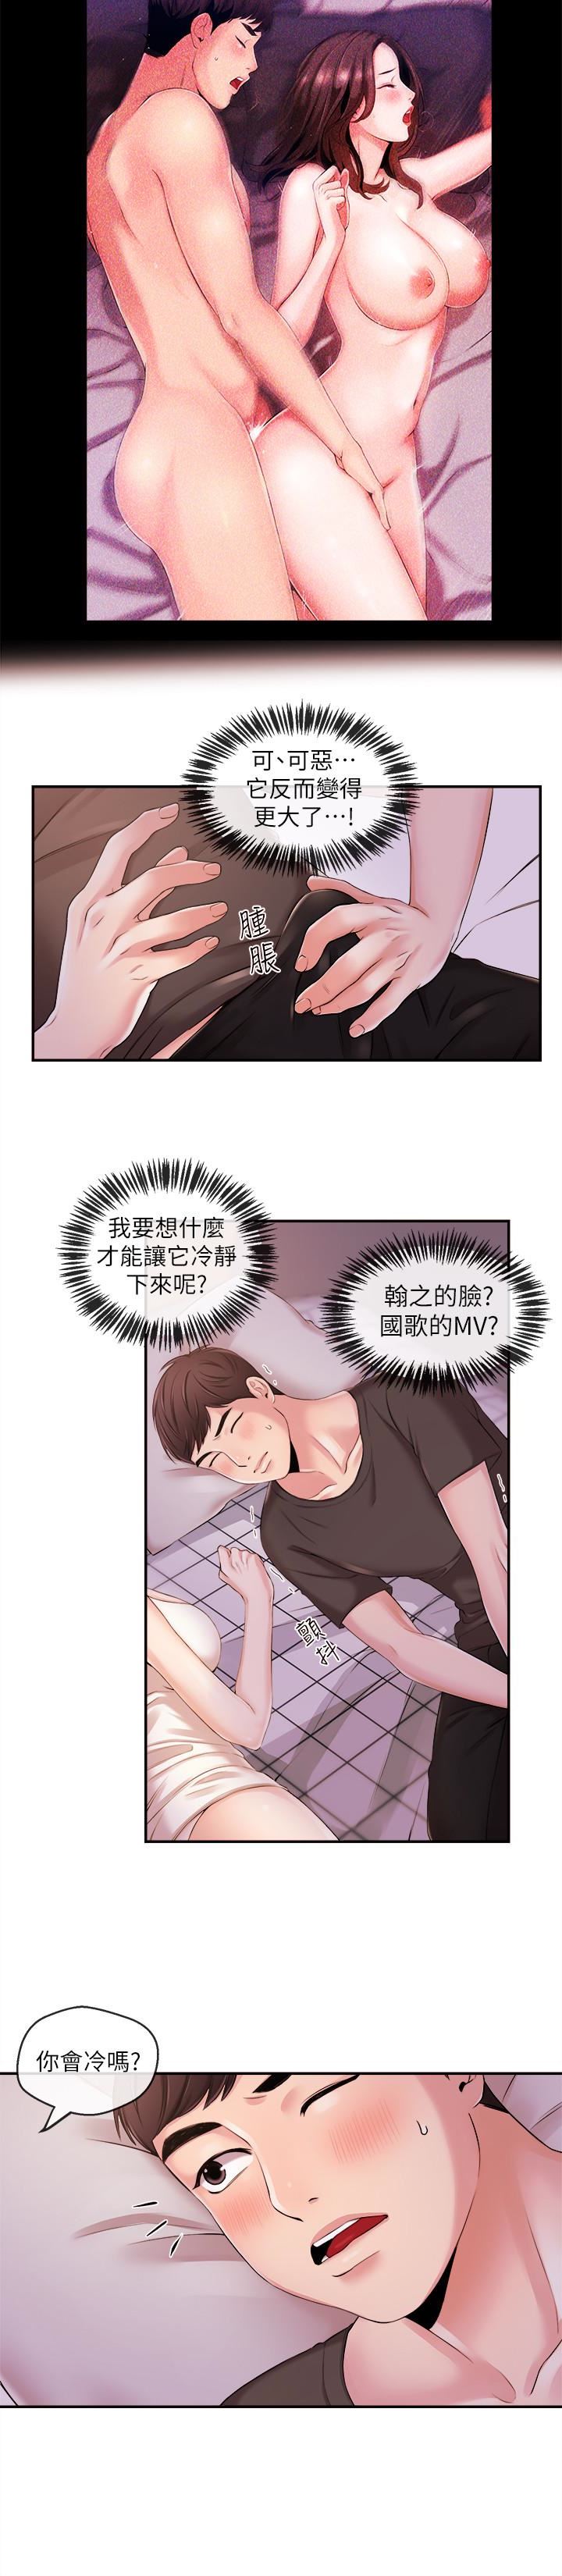 可、可惡…
它反而變得
更大了…!
腫
脹
我要想什麼
才能讓它冷靜
下來呢?
翰之的臉?
國歌的MV?
顫
抖
你會冷嗎?